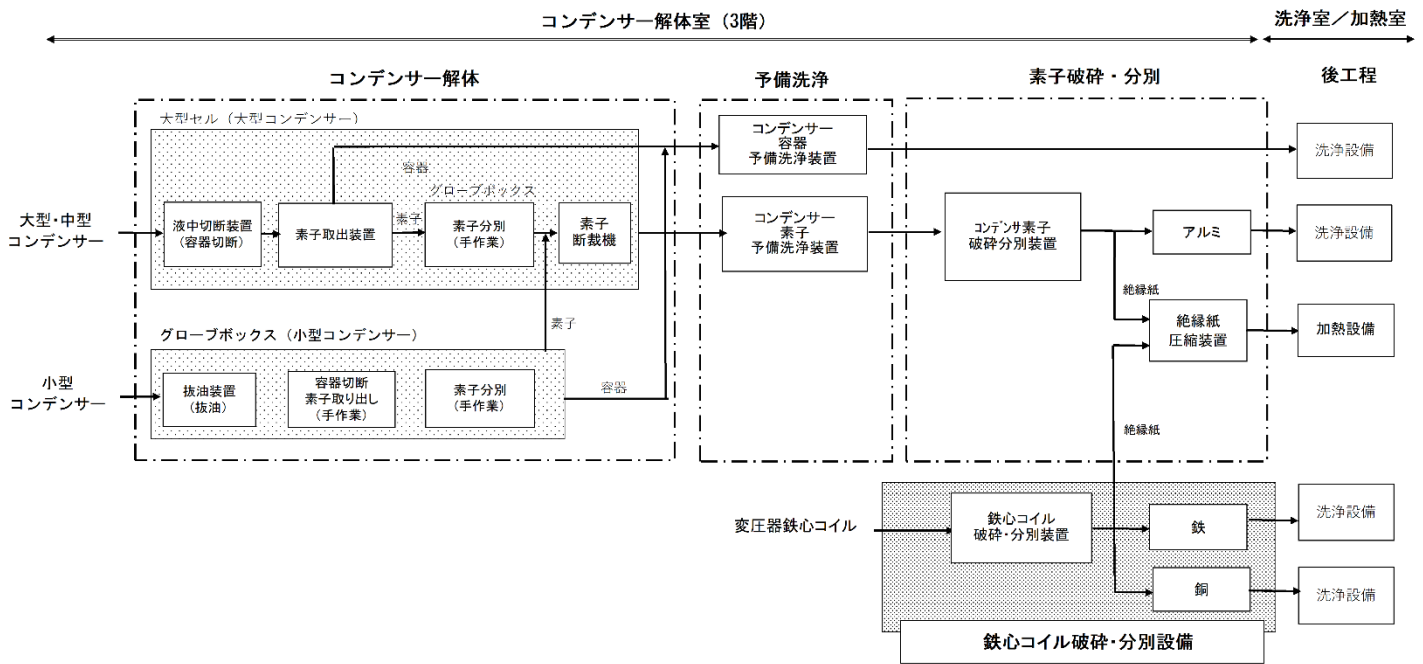 コンデンサー解体室（3階）
洗浄室／加熱室
コンデンサー解体
予備洗浄
素子破砕・分別
後工程
大型セル（大型コンデンサー）
コンデンサー
容器
予備洗浄装置
洗浄設備
容器
グローブボックス
大型・中型
コンデンサー
液中切断装置
（容器切断）
素子取出装置
素子
素子分別
（手作業）
素子
断裁機
コンデンサー
素子
予備洗浄装置
コンデンサ素子
破砕分別装置
アルミ
洗浄設備
絶縁紙
絶縁紙
圧縮装置
加熱設備
素子
グローブボックス（小型コンデンサー）
小型
コンデンサー
抜油装置
（抜油）
容器切断
素子取り出し
（手作業）
素子分別
（手作業）
容器
絶縁紙
変圧器鉄心コイル
鉄心コイル
破砕・分別装置
鉄
洗浄設備
銅
洗浄設備
鉄心コイル破砕・分別設備